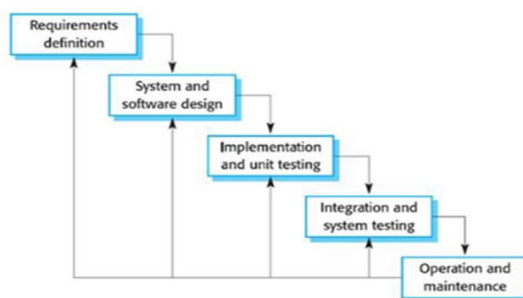 Requirements
definition
System and
software design
Implementation
and unit testing
Integration and
system testing
Operation and
maintenance